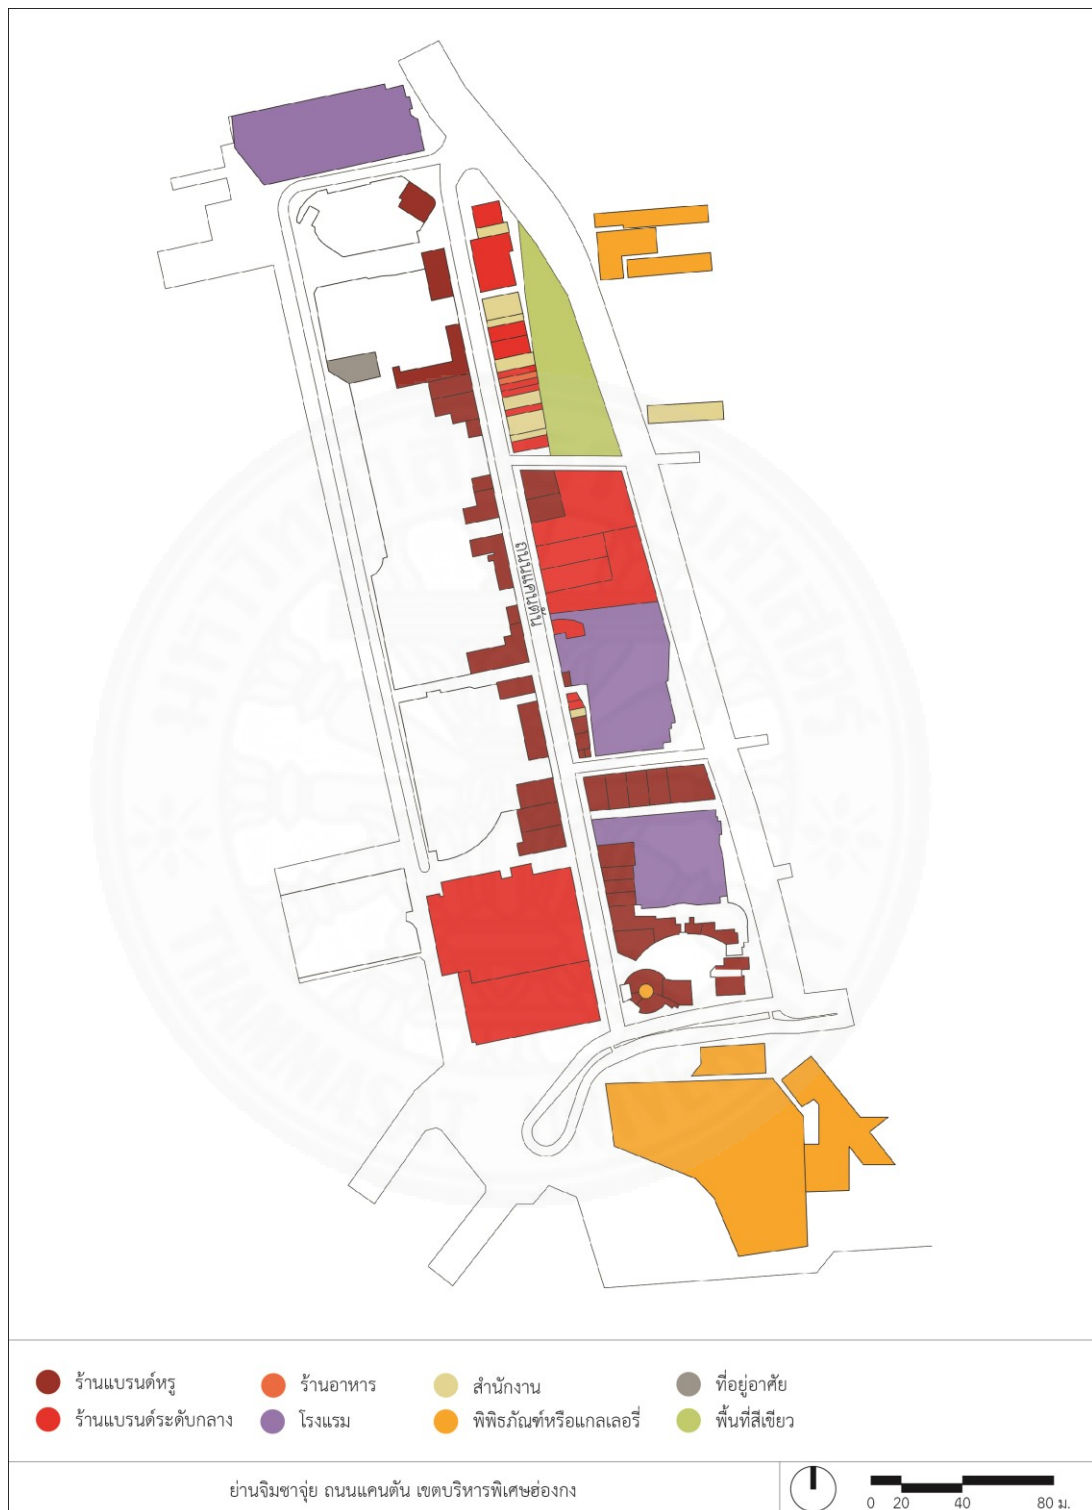 ถนนแคนตัน
ร้านแบรนด์หรู
ร้านอาหาร
สำนักงาน
ที่อยู่อาศัย
ร้านแบรนด์ระดับกลาง
โรงแรม
พิพิธภัณฑ์หรือแกลเลอรี่
พื้นที่สีเขียว
ย่านจิมซาจุ่ย ถนนแคนตัน เขตบริหารพิเศษฮ่องกง
0 20 40 80 ม.